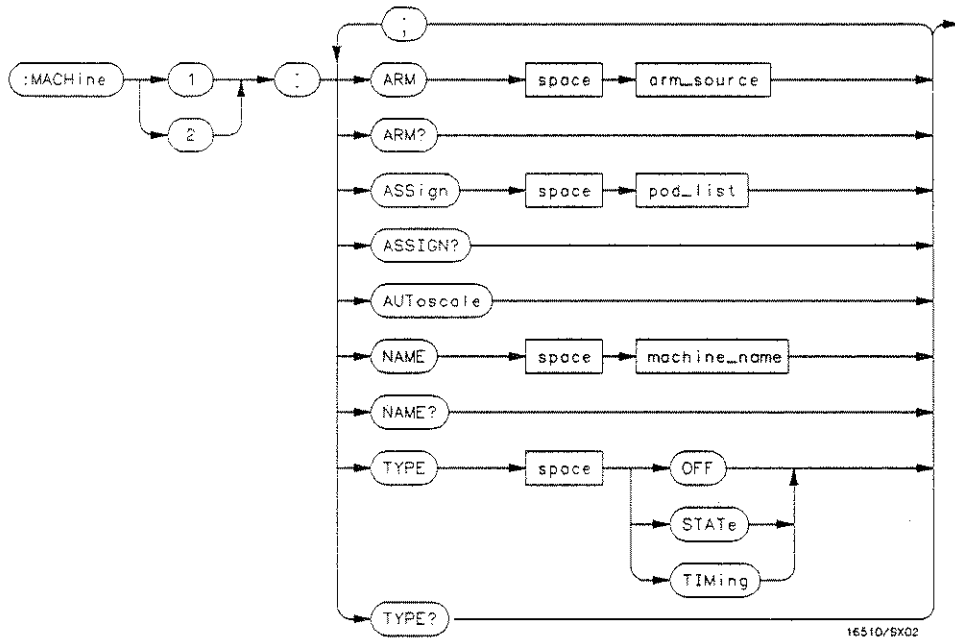 ;
:MACHine 1 : ARM space arm_source
2
ARM?
ASSign space pod_list
ASSIGN?
AUToscale
NAME space machine_name
NAME?
TYPE space OFF
STATe
TIMing
TYPE?
16510/SX02